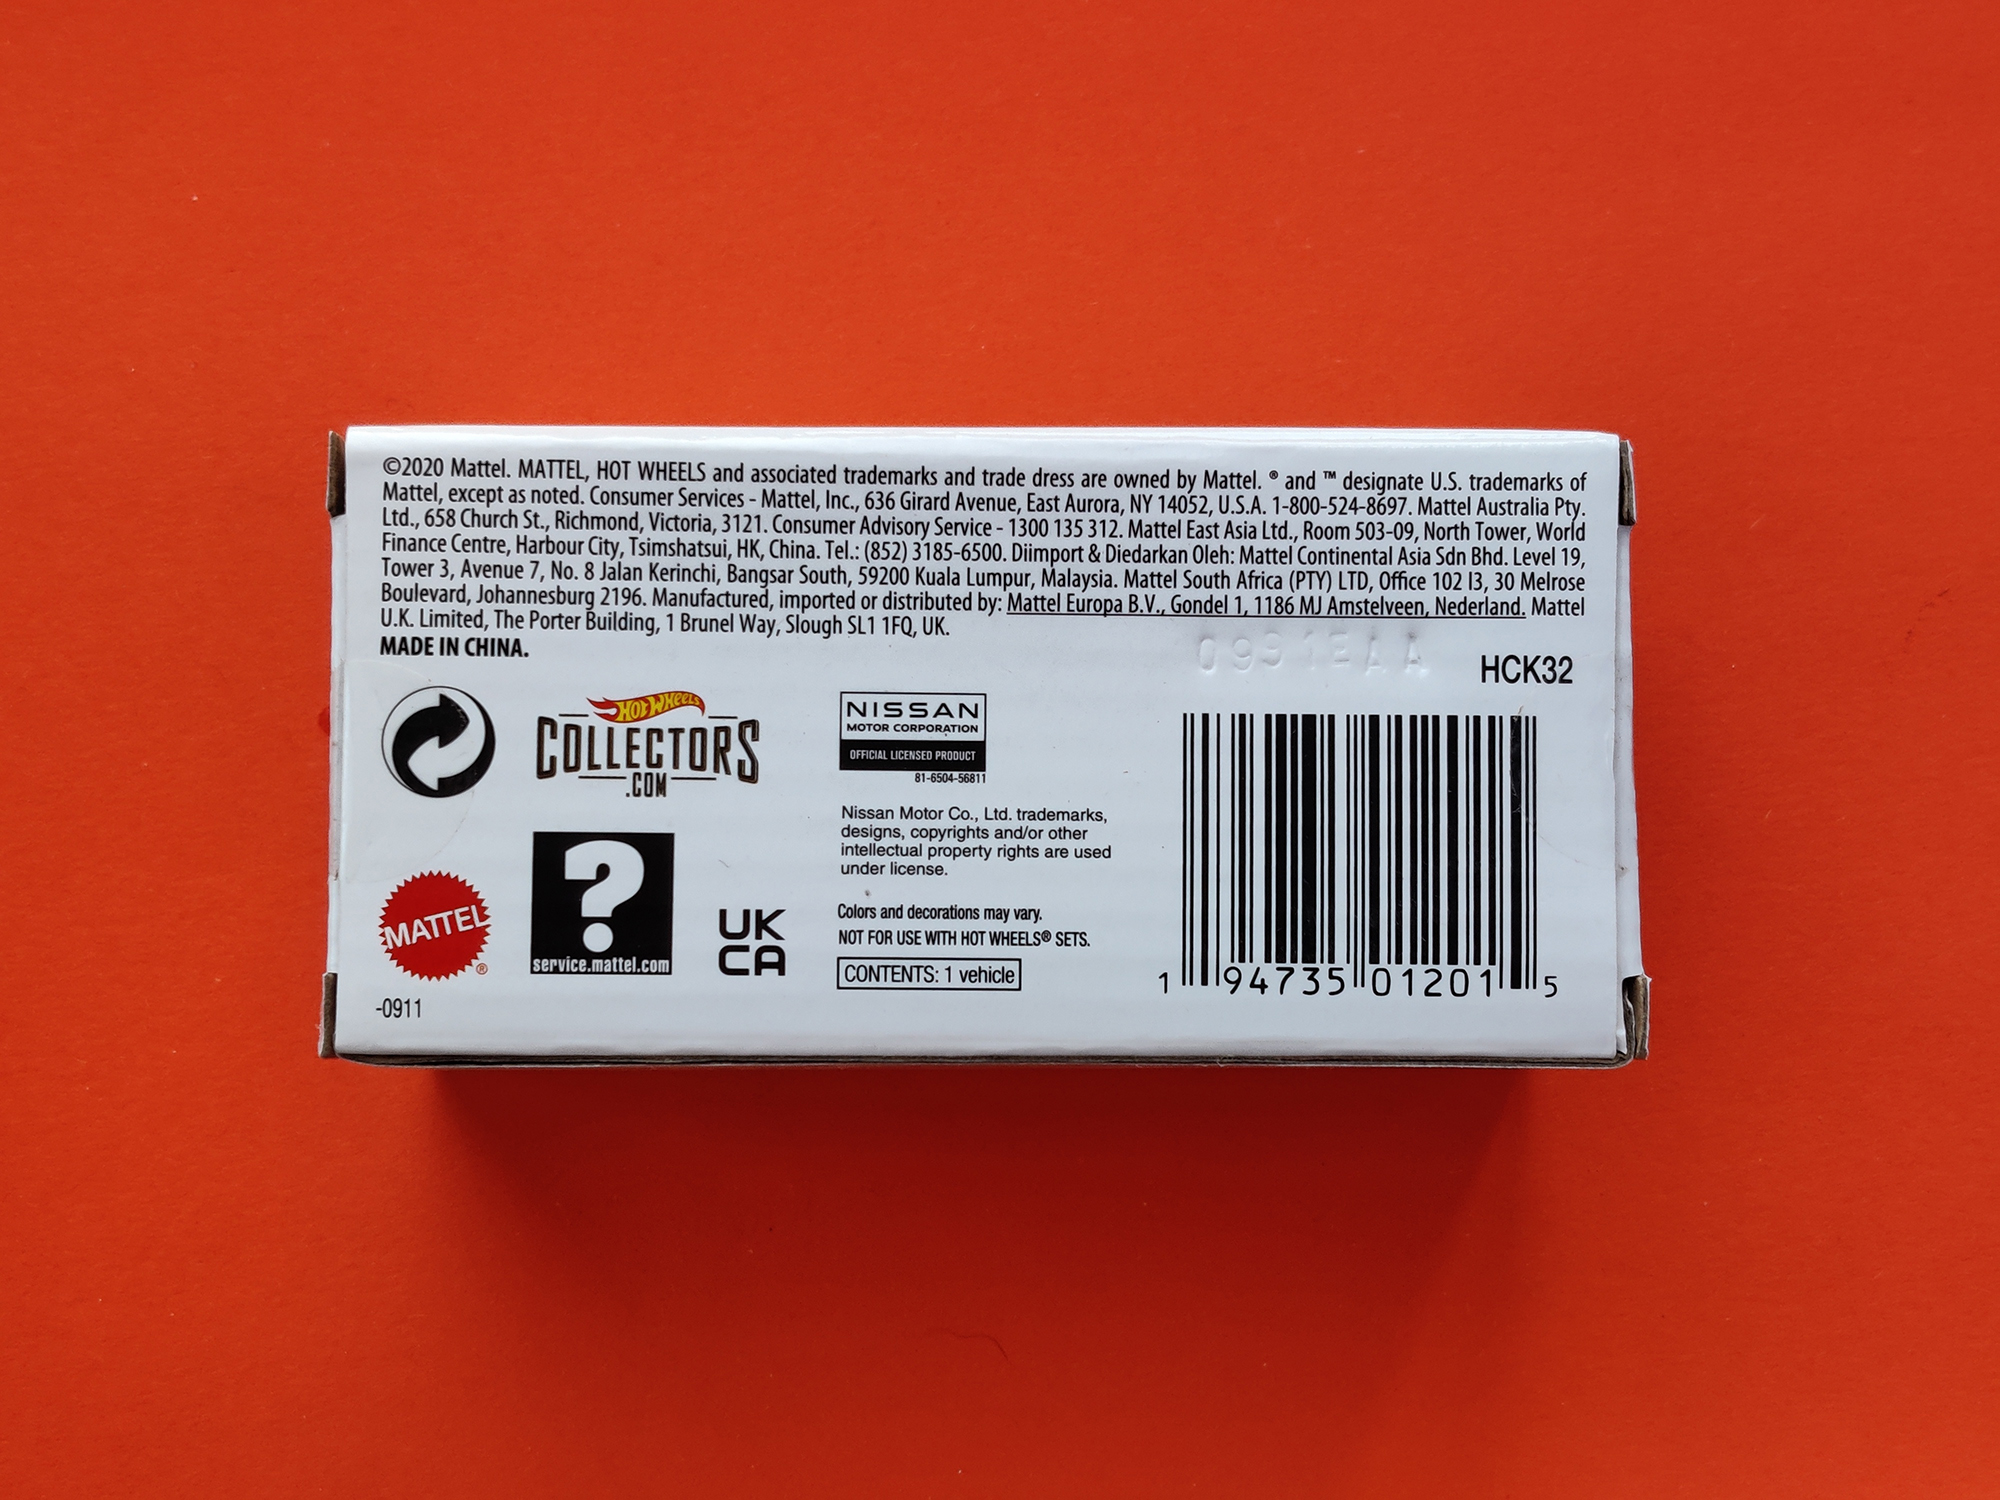 ©2020 Mattel. MATTEL, HOT WHEELS and associated trademarks and trade dress are owned by Mattel. ® and ™ designate U.S. trademarks of
Mattel, except as noted. Consumer Services - Mattel, Inc., 636 Girard Avenue, East Aurora, NY 14052, U.S.A. 1-800-524-8697. Mattel Australia Pty.
Ltd., 658 Church St., Richmond, Victoria, 3121. Consumer Advisory Service - 1300 135 312. Mattel East Asia Ltd., Room 503-09, North Tower, World
Finance Centre, Harbour City, Tsimshatsui, HK, China. Tel.: (852) 3185-6500. Diimport & Diedarkan Oleh: Mattel Continental Asia Sdn Bhd. Level 19,
Tower 3, Avenue 7, No. 8 Jalan Kerinchi, Bangsar South, 59200 Kuala Lumpur, Malaysia. Mattel South Africa (PTY) LTD, Office 102 I3, 30 Melrose
Boulevard, Johannesburg 2196. Manufactured, imported or distributed by: Mattel Europa B.V., Gondel 1, 1186 MJ Amstelveen, Nederland. Mattel
U.K. Limited, The Porter Building, 1 Brunel Way, Slough SL1 1FQ, UK.
MADE IN CHINA.
HCK32
HOT WHEELS
COLLECTORS
.COM
NISSAN
MOTOR CORPORATION
OFFICIAL LICENSED PRODUCT
81-6504-56811
Nissan Motor Co., Ltd. trademarks,
designs, copyrights and/or other
intellectual property rights are used
under license.
MATTEL®
?
service.mattel.com
UK
CA
Colors and decorations may vary.
NOT FOR USE WITH HOT WHEELS® SETS.
CONTENTS: 1 vehicle
1 94735 01201 5
-0911